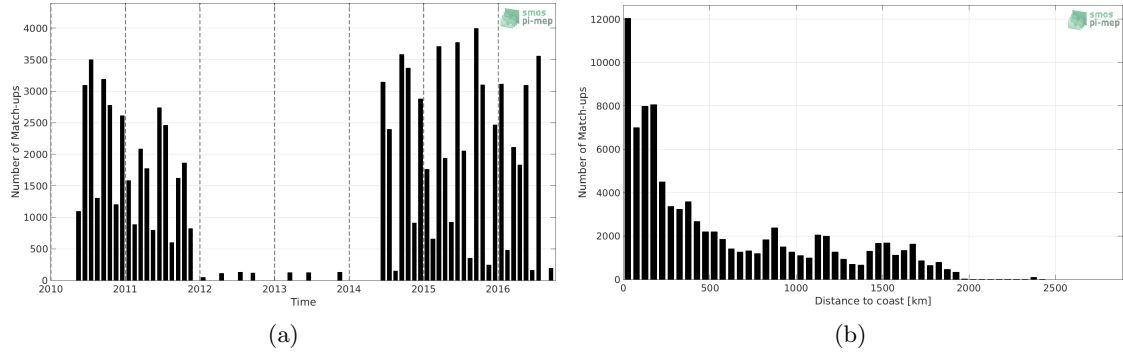 smos
pi-mep
4000
3500
3000
2500
2000
1500
1000
500
0
Number of Match-ups
2010 2011 2012 2013 2014 2015 2016
Time
(a)
smos
pi-mep
12000
10000
8000
6000
4000
2000
0
Number of Match-ups
0 500 1000 1500 2000 2500
Distance to coast [km]
(b)